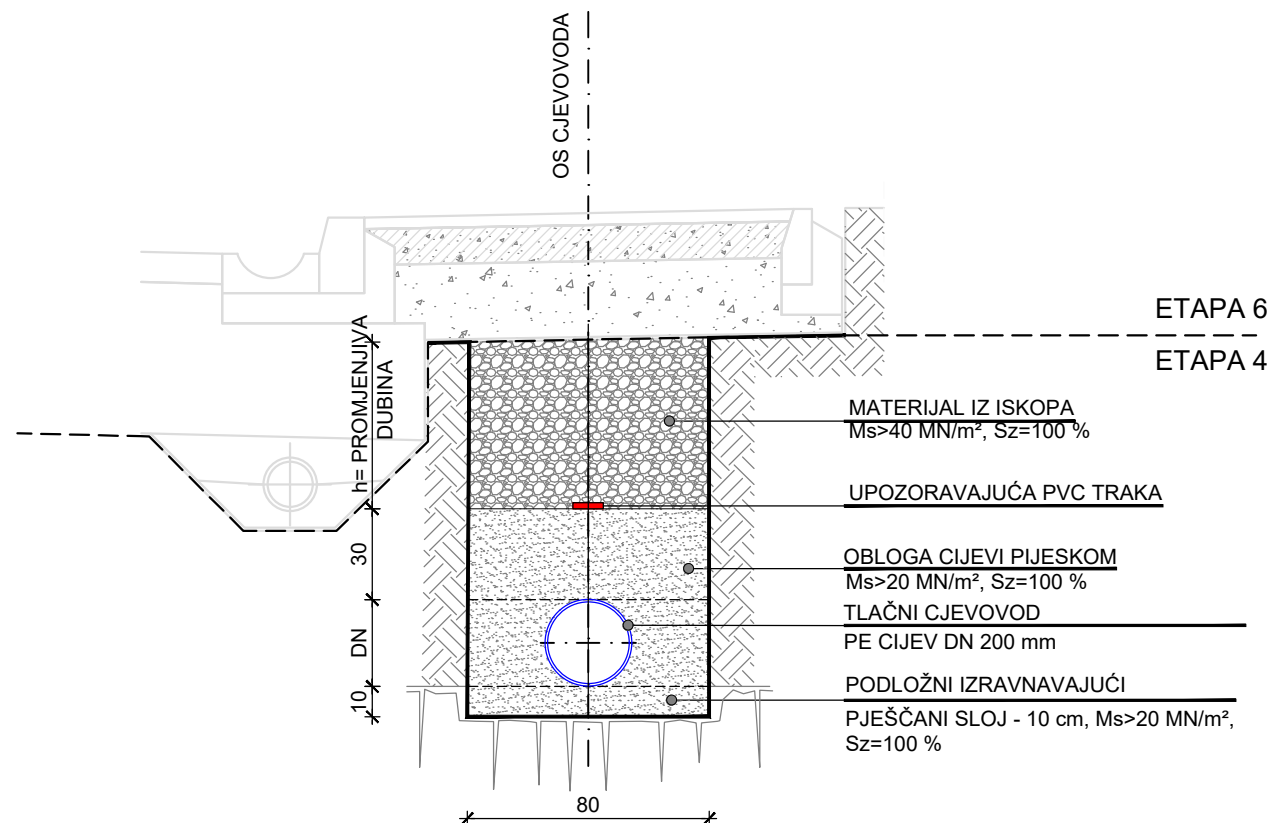 OS CJEVOVODA
ETAPA 6
ETAPA 4
h= PROMJENJIVA
DUBINA
MATERIJAL IZ ISKOPA
Ms>40 MN/m², Sz=100 %
UPOZORAVAJUĆA PVC TRAKA
30
OBLOGA CIJEVI PIJESKOM
Ms>20 MN/m², Sz=100 %
TLAČNI CJEVOVOD
PE CIJEV DN 200 mm
DN
PODLOŽNI IZRAVNAVAJUĆI
PJEŠČANI SLOJ - 10 cm, Ms>20 MN/m²,
Sz=100 %
10
80